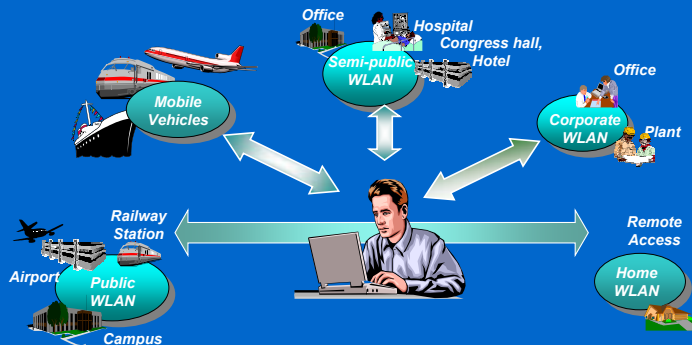 Office
Hospital
Congress hall,
Hotel
Semi-public
WLAN
Mobile
Vehicles
Office
Corporate
WLAN
Plant
Railway
Station
Airport
Public
WLAN
Campus
Remote
Access
Home
WLAN